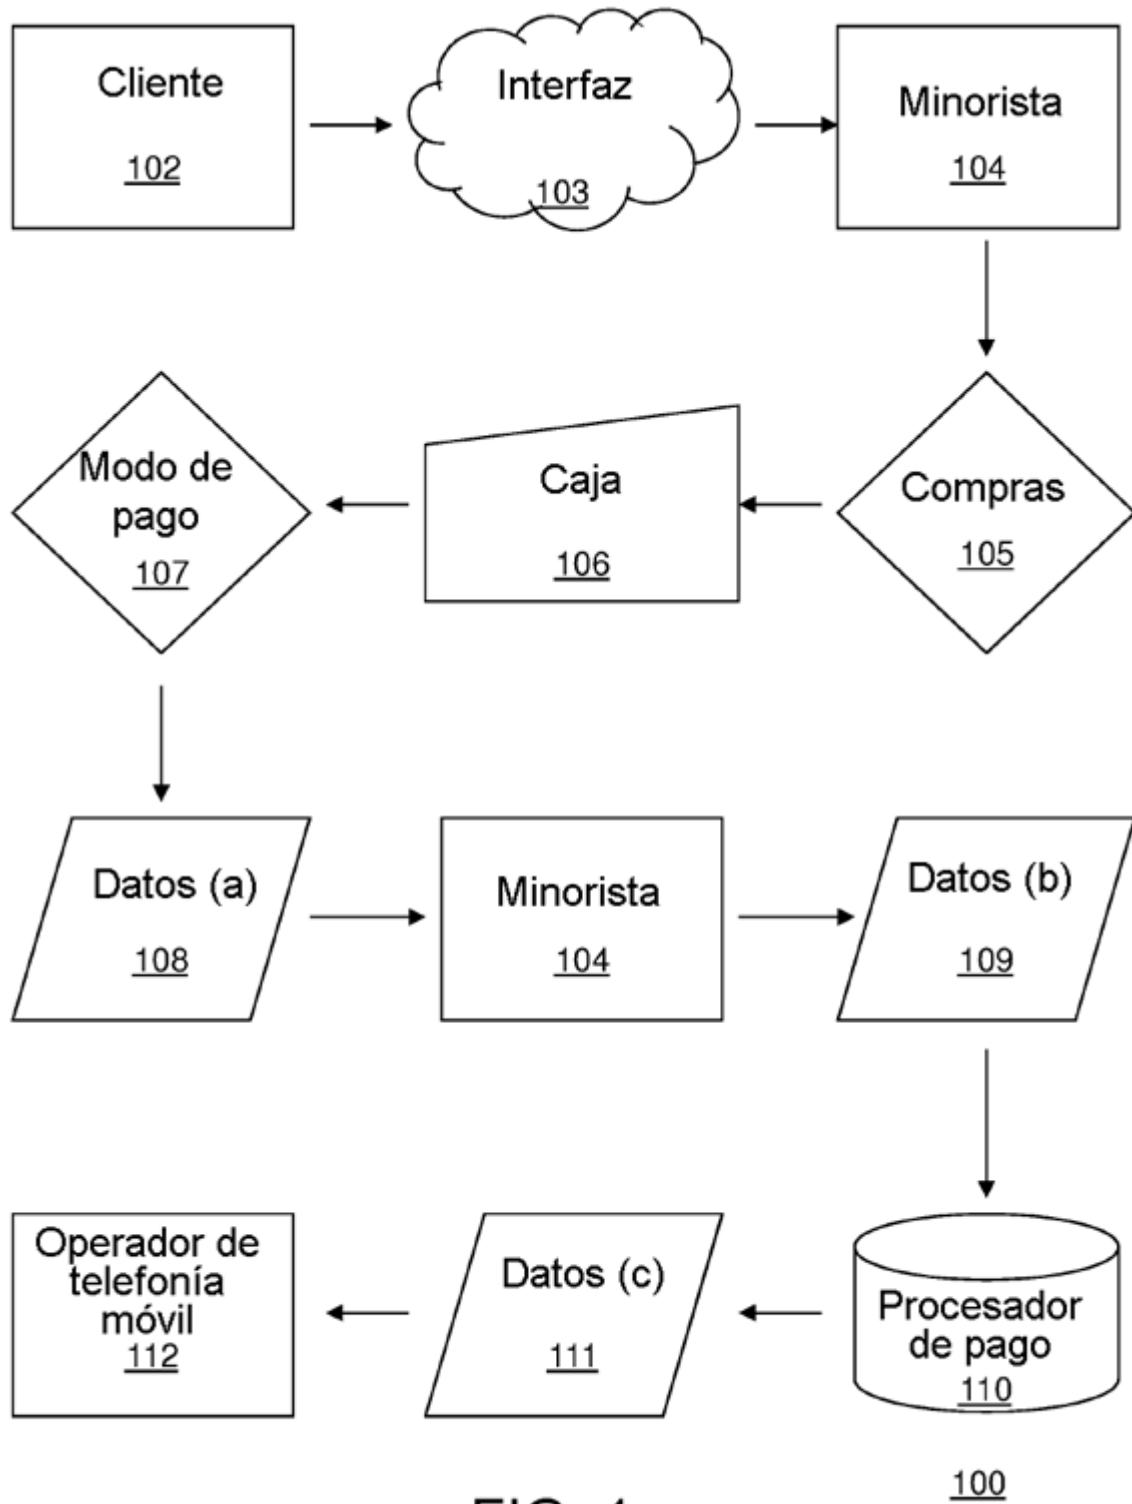 Cliente
102
Interfaz
103
Minorista
104
Modo de
pago
107
Caja
106
Compras
105
Datos (a)
108
Minorista
104
Datos (b)
109
Operador de
telefonía
móvil
112
Datos (c)
111
Procesador
de pago
110
100